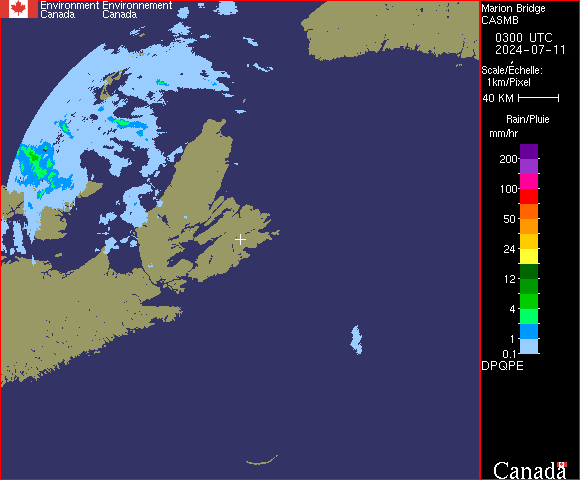 Environment Environnement
Canada Canada
Marion Bridge
CASMB
0300 UTC
2024-07-11
Scale/Échelle:
1km/Pixel
40 KM
Rain/Pluie
mm/hr
200
100
50
24
12
4
1
0.1
DPQPE
Canada